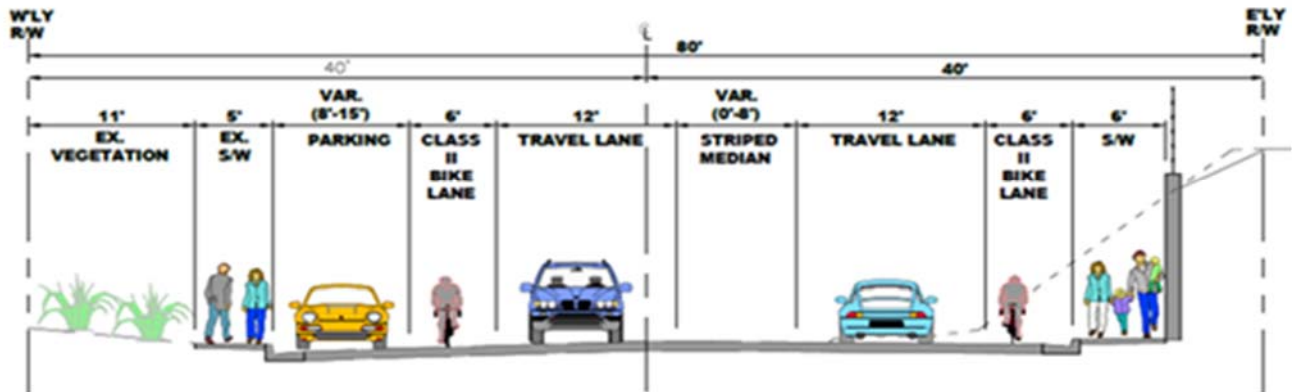 W'LY
R/W
E'LY
R/W
℄
80'
40'
40'
11'
EX.
VEGETATION
5'
EX.
S/W
VAR.
(8'-15')
PARKING
6'
CLASS
II
BIKE
LANE
12'
TRAVEL LANE
VAR.
(0'-8')
STRIPED
MEDIAN
12'
TRAVEL LANE
6'
CLASS
II
BIKE
LANE
6'
S/W